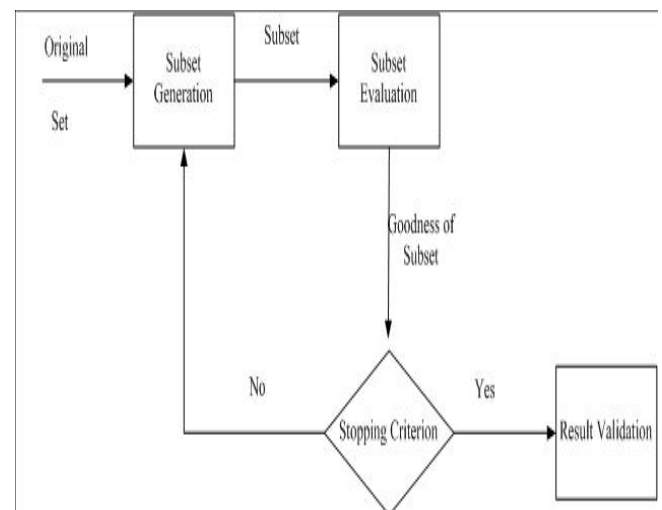 Original
Set
Subset
Generation
Subset
Subset
Evaluation
Goodness of
Subset
No
Stopping Criterion
Yes
Result Validation